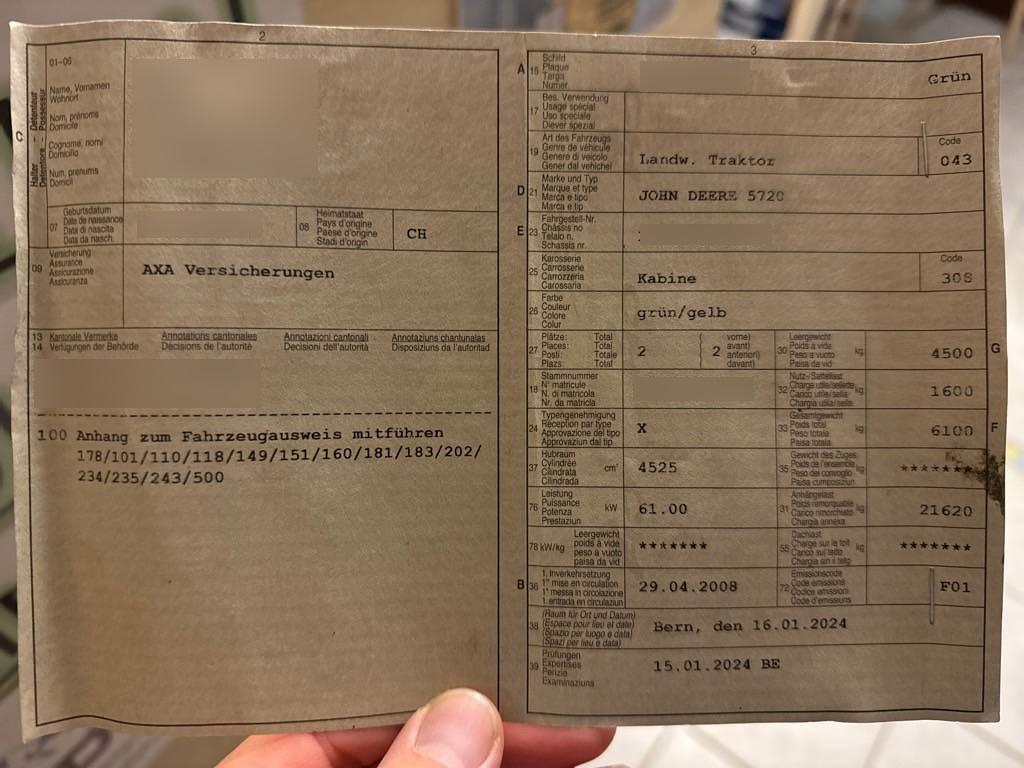 2
C
Halter - Détenteur
Detentore - Possessur
01-06
Name, Vornamen
Wohnort
Nom, prénoms
Domicile
Cognome, nomi
Domicilio
Num, prenums
Domicil
07
Geburtsdatum
Date de naissance
Data di nascita
Data da nasch.
08
Heimatstaat
Pays d'origine
Paese d'origine
Stadi d'origin
CH
09
Versicherung
Assurance
Assicurazione
Assicuranza
AXA Versicherungen
13 Kantonale Vermerke Annotations cantonales Annotazioni cantonali Annotaziuns chantunalas
14 Verfügungen der Behörde Décisions de l'autorité Decisioni dell'autorità Disposiziuns da l'autoritad
100 Anhang zum Fahrzeugausweis mitführen
178/101/110/118/149/151/160/181/183/202/
234/235/243/500
3
A 15
Schild
Plaque
Targa
Numer
Grün
17
Bes. Verwendung
Usage spécial
Uso speciale
Diever spezial
19
Art des Fahrzeugs
Genre de véhicule
Genere di veicolo
Gener dal vehichel
Landw. Traktor
Code
043
D 21
Marke und Typ
Marque et type
Marca e tipo
Marca e tip
JOHN DEERE 5720
E 23
Fahrgestell-Nr.
Châssis no
Telaio n.
Schassis nr.
25
Karosserie
Carrosserie
Carrozzeria
Carossaria
Kabine
Code
308
26
Farbe
Couleur
Colore
Colur
grün/gelb
27
Plätze: Total
Places: Total
Posti: Total
Plazs: Total
2
2
vorne)
avant)
anteriori)
davant)
30
Leergewicht
Poids à vide
Peso a vuoto
Paisa da vid
kg
4500
G
18
Stammnummer
N° matricule
N. di matricola
Nr. da matricla
32
Nutz-/Sattellast
Charge utile/sellette
Carico utile/sella
Chargia utila/sella
kg
1600
24
Typengenehmigung
Réception par type
Approvazione del tipo
Approvaziun dal tip
X
33
Gesamtgewicht
Poids total
Peso totale
Paisa totala
kg
6100
F
37
Hubraum
Cylindrée
Cilindrata
Cilindrada
cm³
4525
35
Gewicht des Zuges
Poids de l'ensemble
Peso del convoglio
Paisa cumposiziun
kg
*******
76
Leistung
Puissance
Potenza
Prestaziun
kW
61.00
31
Anhängelast
Poids remorquable
Carico rimorchiato
Chargia annexa
kg
21620
78 kW/kg
Leergewicht
poids à vide
peso a vuoto
paisa da vid
*******
55
Dachlast
Charge sur le toit
Carico sul tetto
Chargia sin il tetg
kg
*******
B 36
1. Inverkehrsetzung
1re mise en circulation
1a messa in circolazione
1. entrada en circulaziun
29.04.2008
72
Emissionscode
Code émissions
Codice emissioni
Code d'emissiuns
F01
38
(Raum für Ort und Datum)
(Espace pour lieu et date)
(Spazio per luogo e data)
(Spazi per lieu e data)
Bern, den 16.01.2024
39
Prüfungen
Expertises
Perizie
Examinaziuns
15.01.2024 BE